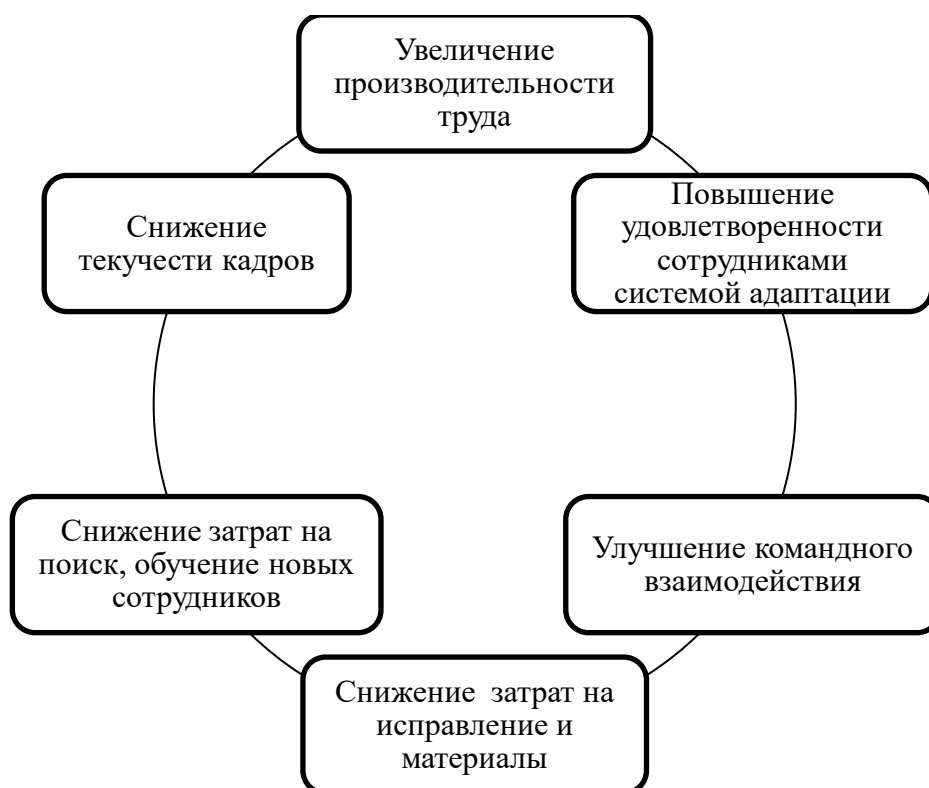 Увеличение
производительности
труда
Повышение
удовлетворенности
сотрудниками
системой адаптации
Улучшение командного
взаимодействия
Снижение  затрат на
исправление и
материалы
Снижение затрат на
поиск, обучение новых
сотрудников
Снижение
текучести кадров